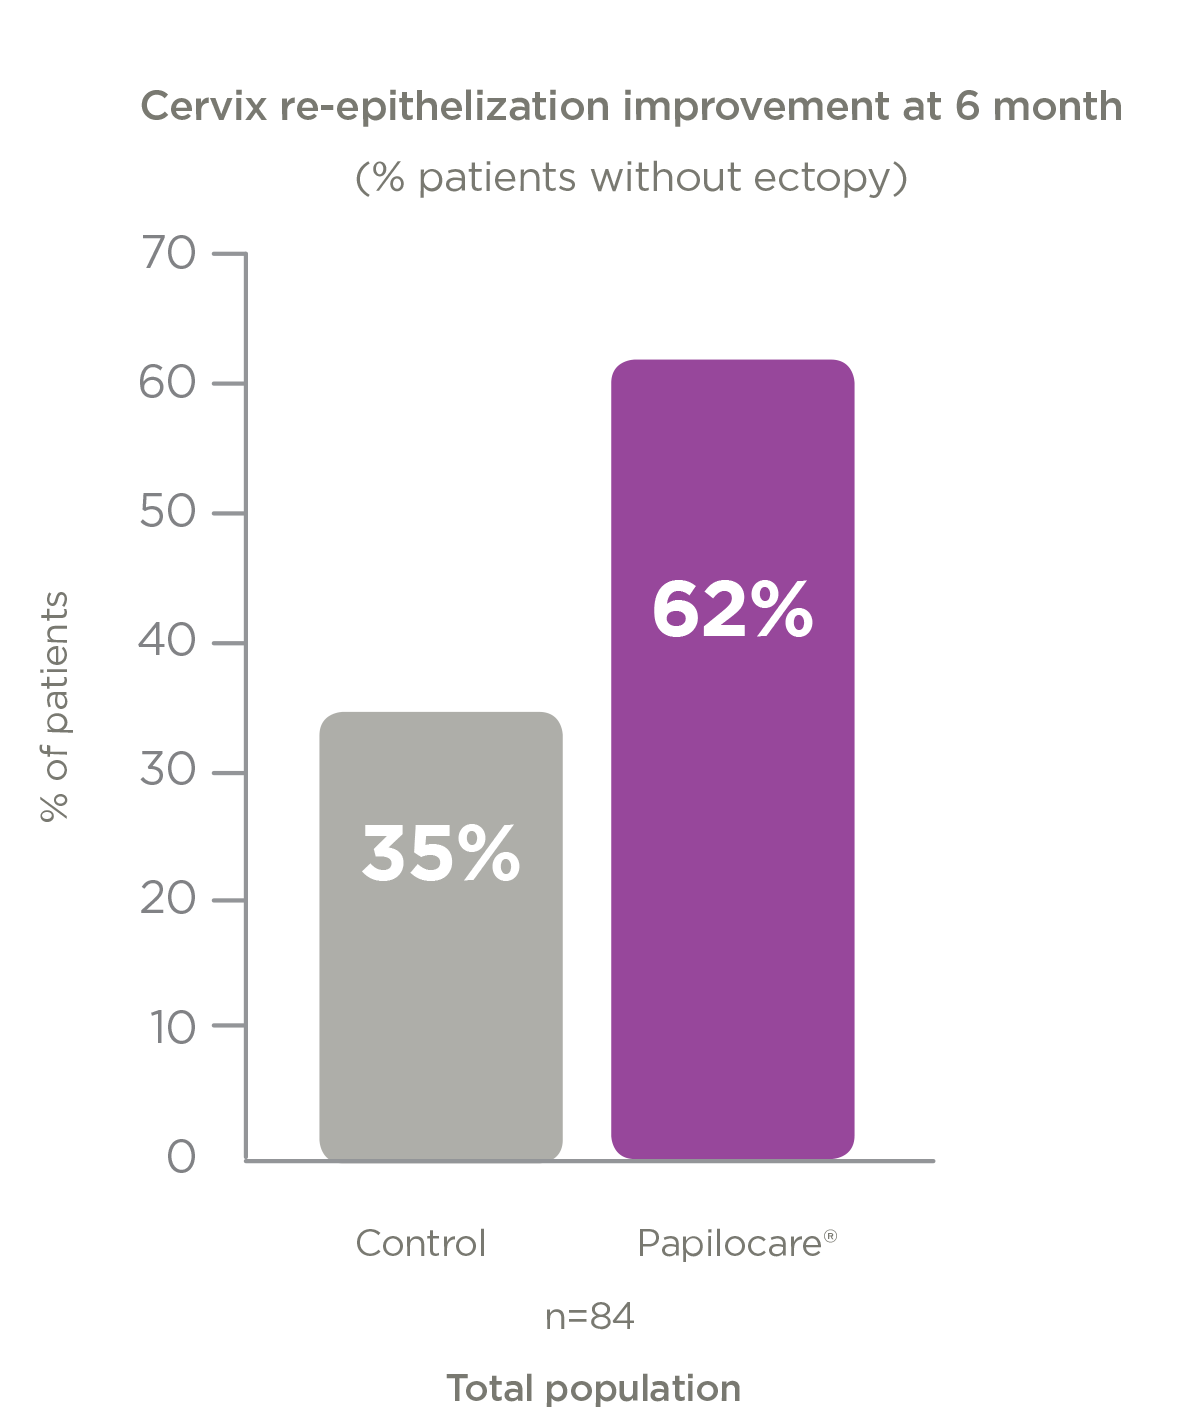 Cervix re-epithelization improvement at 6 month
(% patients without ectopy)
70
60
50
40
30
20
10
0
% of patients
35%
62%
Control Papilocare®
n=84
Total population